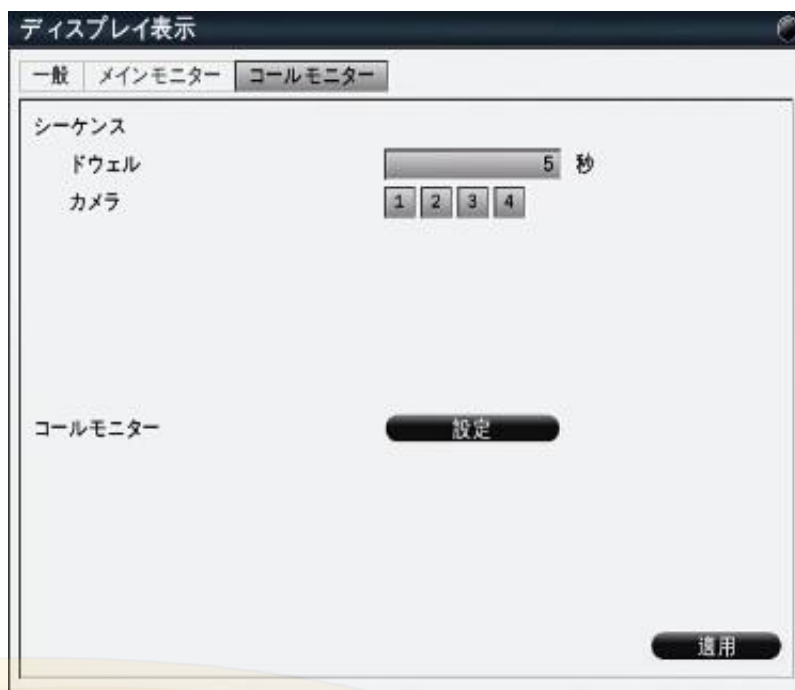 ディスプレイ表示
一般 メインモニター コールモニター
シーケンス
ドウェル 5 秒
カメラ 1 2 3 4
コールモニター 設定
適用